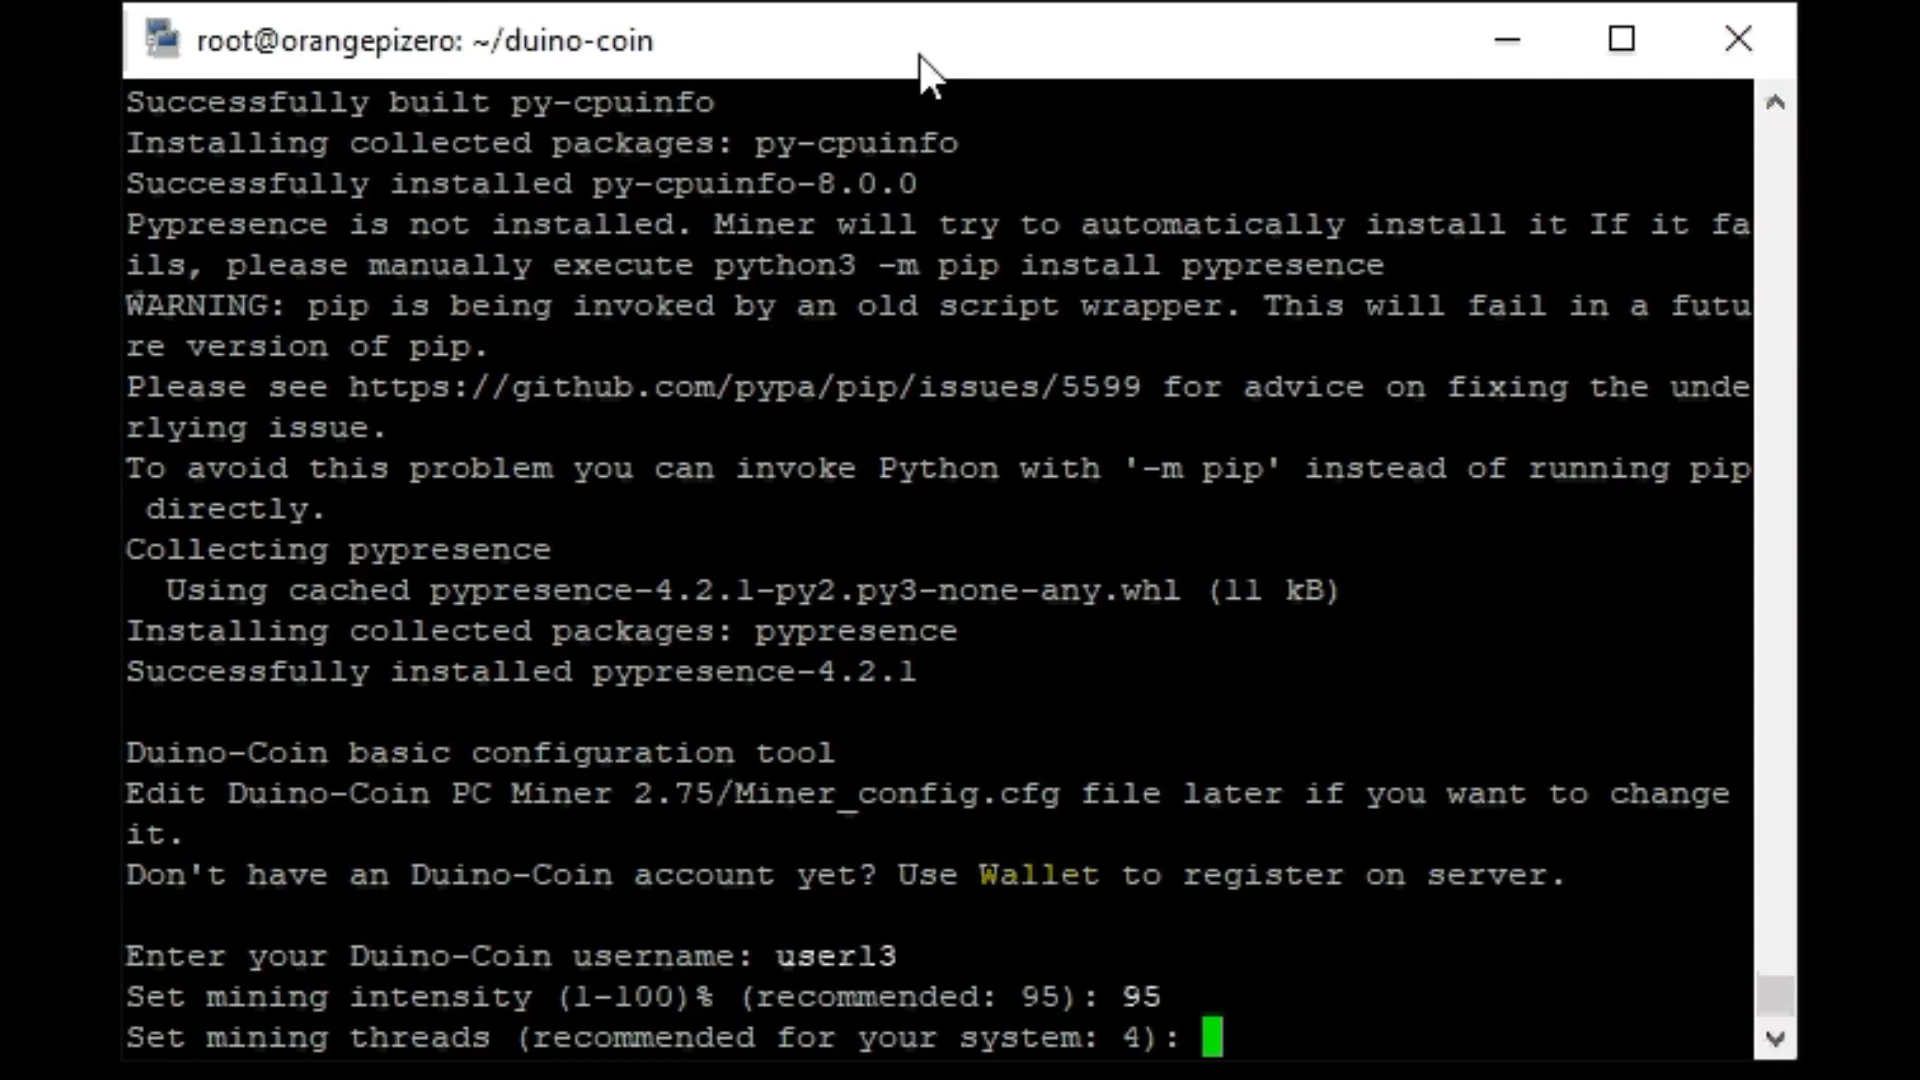 root@orangepizero: ~/duino-coin
Successfully built py-cpuinfo
Installing collected packages: py-cpuinfo
Successfully installed py-cpuinfo-8.0.0
Pypresence is not installed. Miner will try to automatically install it If it fa
ils, please manually execute python3 -m pip install pypresence
WARNING: pip is being invoked by an old script wrapper. This will fail in a futu
re version of pip.
Please see https://github.com/pypa/pip/issues/5599 for advice on fixing the unde
rlying issue.
To avoid this problem you can invoke Python with '-m pip' instead of running pip
 directly.
Collecting pypresence
  Using cached pypresence-4.2.1-py2.py3-none-any.whl (11 kB)
Installing collected packages: pypresence
Successfully installed pypresence-4.2.1
Duino-Coin basic configuration tool
Edit Duino-Coin PC Miner 2.75/Miner_config.cfg file later if you want to change
it.
Don't have an Duino-Coin account yet? Use Wallet to register on server.
Enter your Duino-Coin username: user13
Set mining intensity (1-100)% (recommended: 95): 95
Set mining threads (recommended for your system: 4):